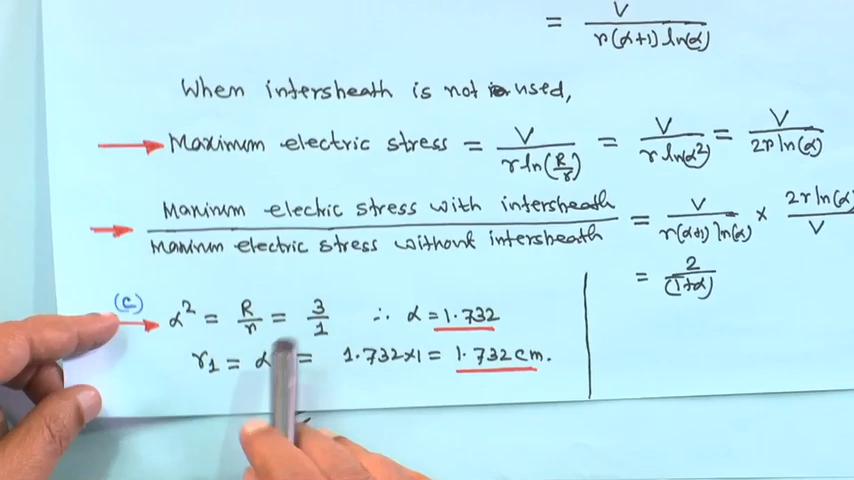 = V / r(α+1) ln(α)
When intersheath is not used,
Maximum electric stress = V / r ln(R/r) = V / r ln(α²) = V / 2r ln(α)
Maximum electric stress with intersheath / Maximum electric stress without intersheath = V / r(α+1) ln(α) × 2r ln(α) / V
= 2 / (1+α)
(c)
α² = R/r = 3/1 ∴ α = 1.732
r₁ = α = 1.732×1 = 1.732 cm.